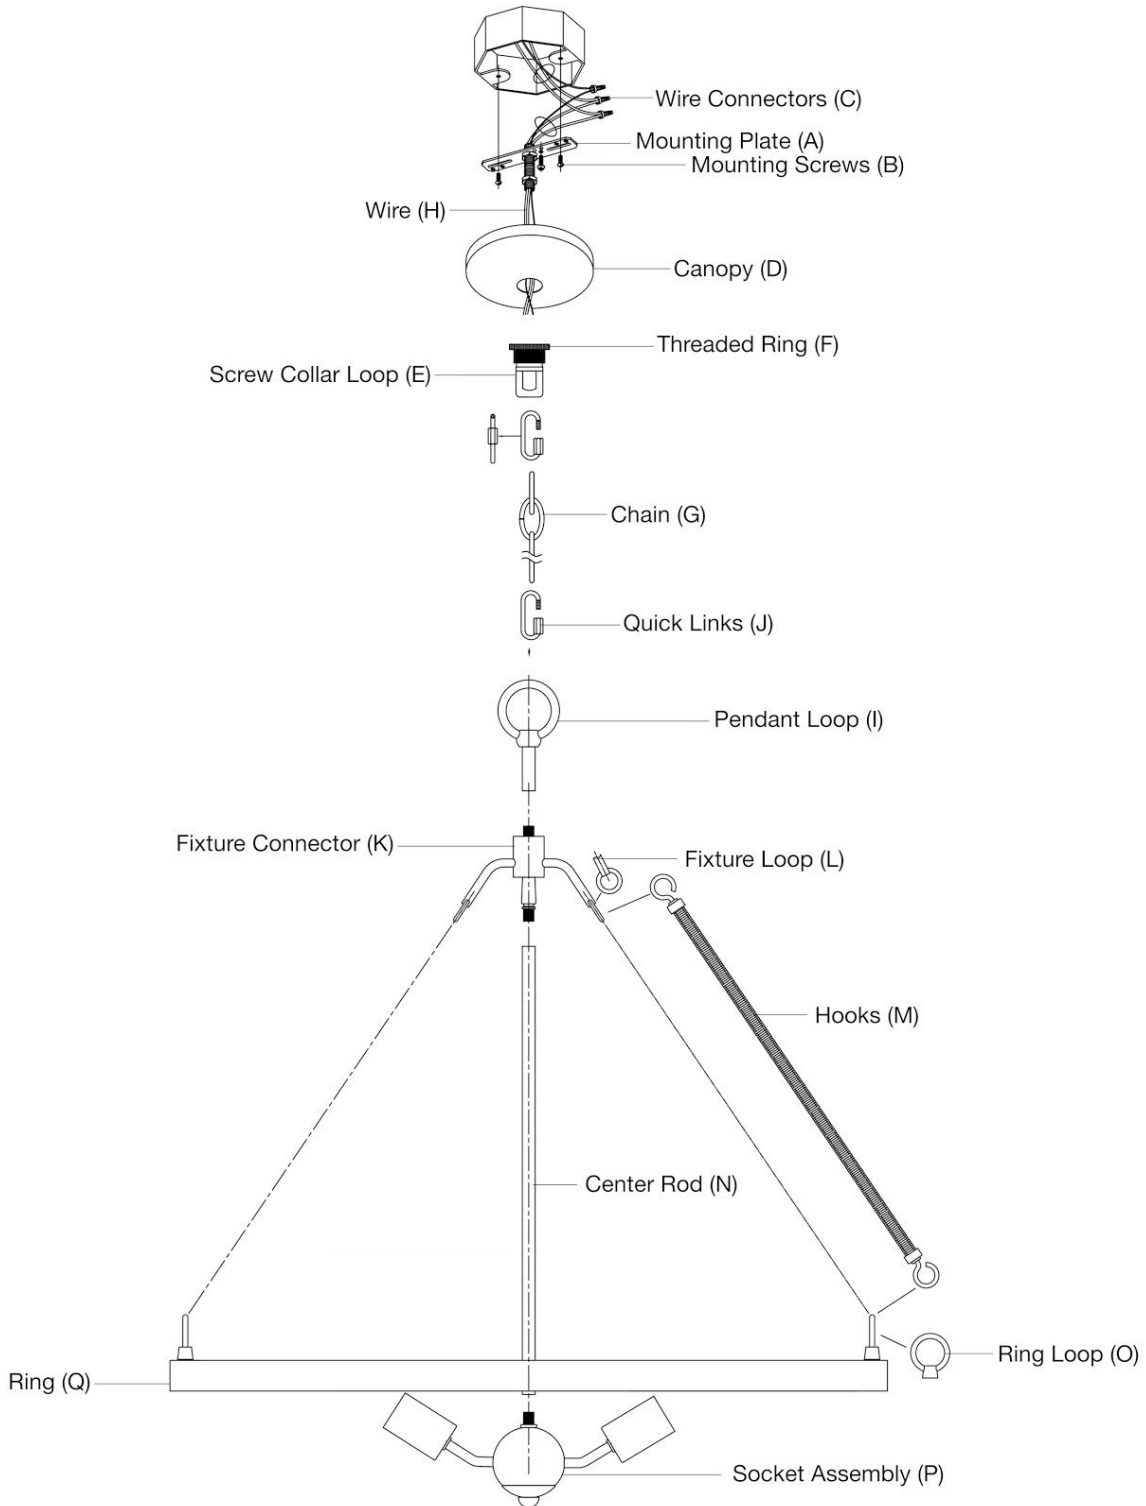 Wire Connectors (C)
Mounting Plate (A)
Mounting Screws (B)
Wire (H)
Canopy (D)
Threaded Ring (F)
Screw Collar Loop (E)
Chain (G)
Quick Links (J)
Pendant Loop (I)
Fixture Connector (K)
Fixture Loop (L)
Hooks (M)
Center Rod (N)
Ring Loop (O)
Ring (Q)
Socket Assembly (P)